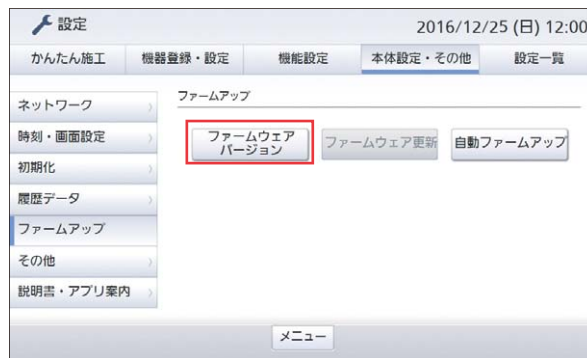 設定
2016/12/25 (日) 12:00
かんたん施工
機器登録・設定
機能設定
本体設定・その他
設定一覧
ネットワーク
時刻・画面設定
初期化
履歴データ
ファームアップ
その他
説明書・アプリ案内
ファームアップ
ファームウェア
バージョン
ファームウェア更新
自動ファームアップ
メニュー